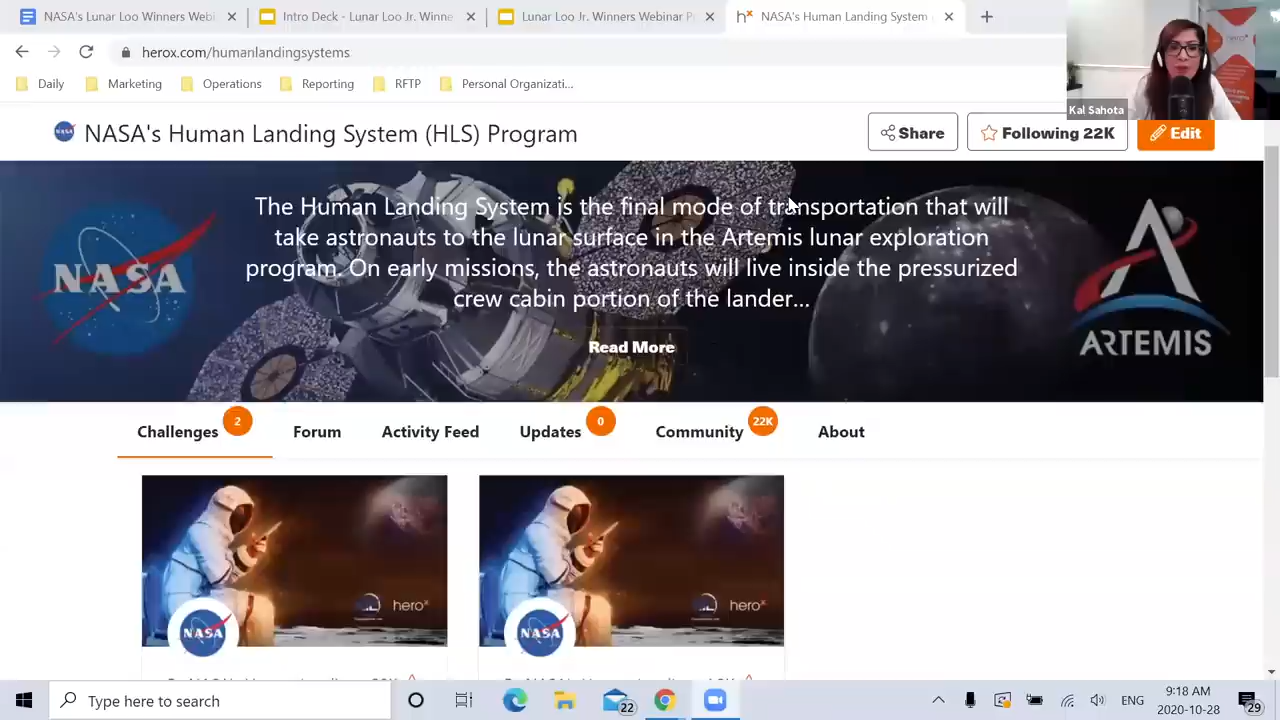 NASA's Loo Lunar Winners Webi
Intro Deck - Lunar Loo Jr. Winne
Lunar Loo Jr. Winners Webinar P
NASA's Human Landing System
herox.com/humanlandingsystems
Daily
Marketing
Operations
Reporting
RFTP
Personal Organizati...
Kal Sahota
NASA's Human Landing System (HLS) Program
Share
Following 22K
Edit
The Human Landing System is the final mode of transportation that will
take astronauts to the lunar surface in the Artemis lunar exploration
program. On early missions, the astronauts will live inside the pressurized
crew cabin portion of the lander...
Read More
NASA
ARTEMIS
Challenges 2
Forum
Activity Feed
Updates 0
Community 22K
About
herox
NASA
herox
NASA
Type here to search
22
ENG
9:18 AM
2020-10-28
29